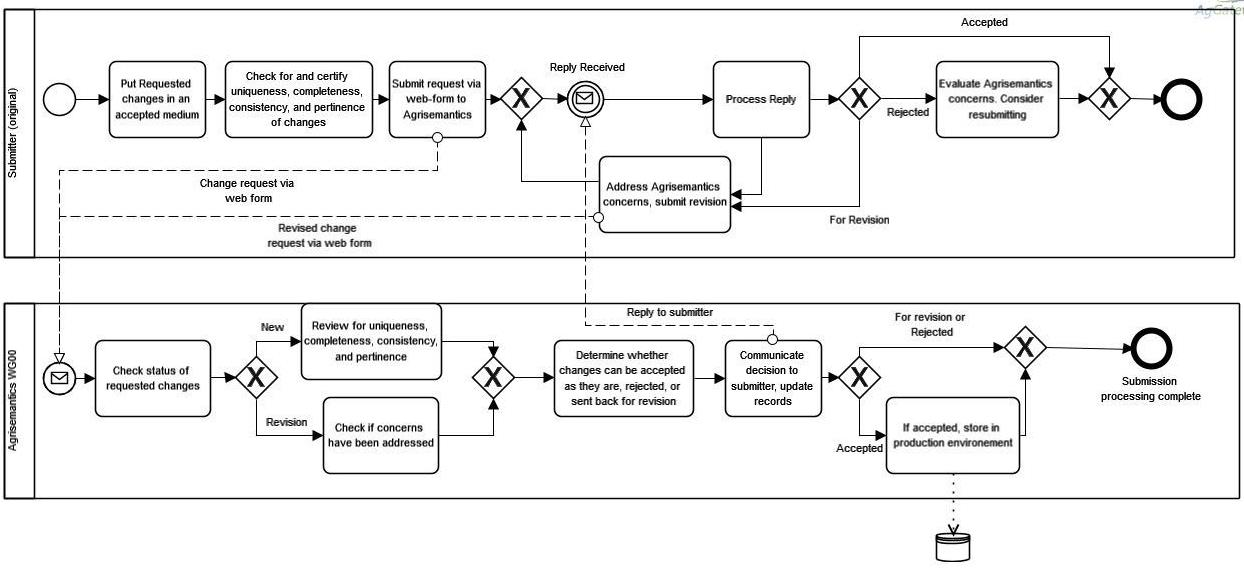 Accepted
Submitter (original)
Put Requested
changes in an
accepted medium
Check for and certify
uniqueness, completeness,
consistency, and pertinence
of changes
Submit request via
web-form to
Agrisemantics
X
Reply Received
Process Reply
X
Rejected
Evaluate Agrisemantics
concerns. Consider
resubmitting
X
Change request via
web form
Address Agrisemantics
concerns, submit revision
For Revision
Revised change
request via web form
Agrisemantics WG00
Check status of
requested changes
X
New
Review for uniqueness,
completeness, consistency,
and pertinence
Revision
Check if concerns
have been addressed
X
Determine whether
changes can be accepted
as they are, rejected, or
sent back for revision
Reply to submitter
Communicate
decision to
submitter, update
records
X
For revision or
Rejected
Accepted
If accepted, store in
production environement
X
Submission
processing complete